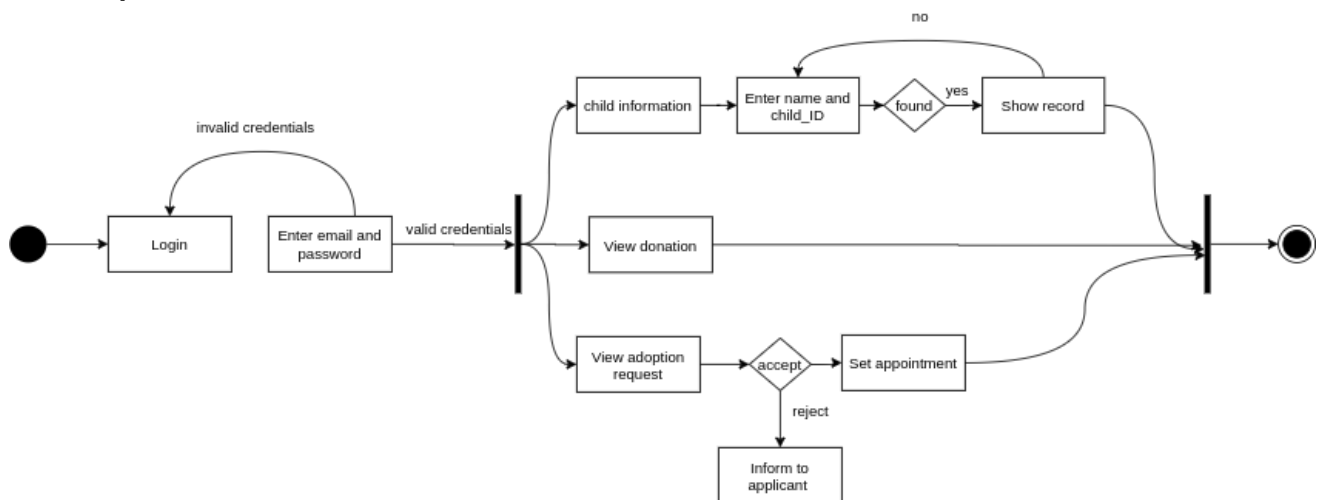 no
child information
Enter name and
child_ID
found
yes
Show record
invalid credentials
Login
Enter email and
password
valid credentials
View donation
View adoption
request
accept
Set appointment
reject
Inform to
applicant